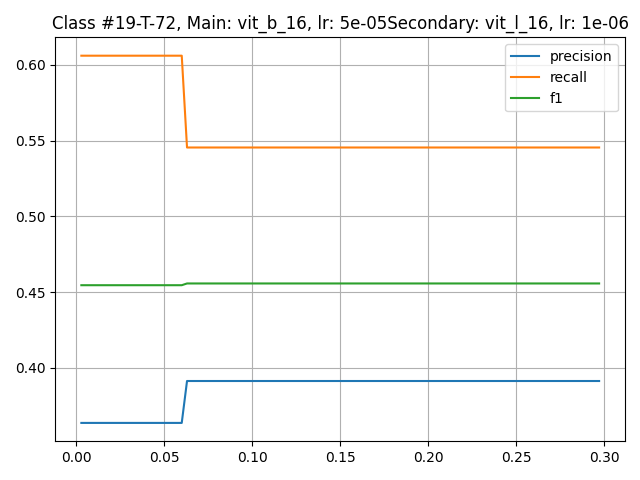 Class #19-T-72, Main: vit_b_16, lr: 5e-05Secondary: vit_l_16, lr: 1e-06
precision
recall
f1
0.60
0.55
0.50
0.45
0.40
0.00 0.05 0.10 0.15 0.20 0.25 0.30